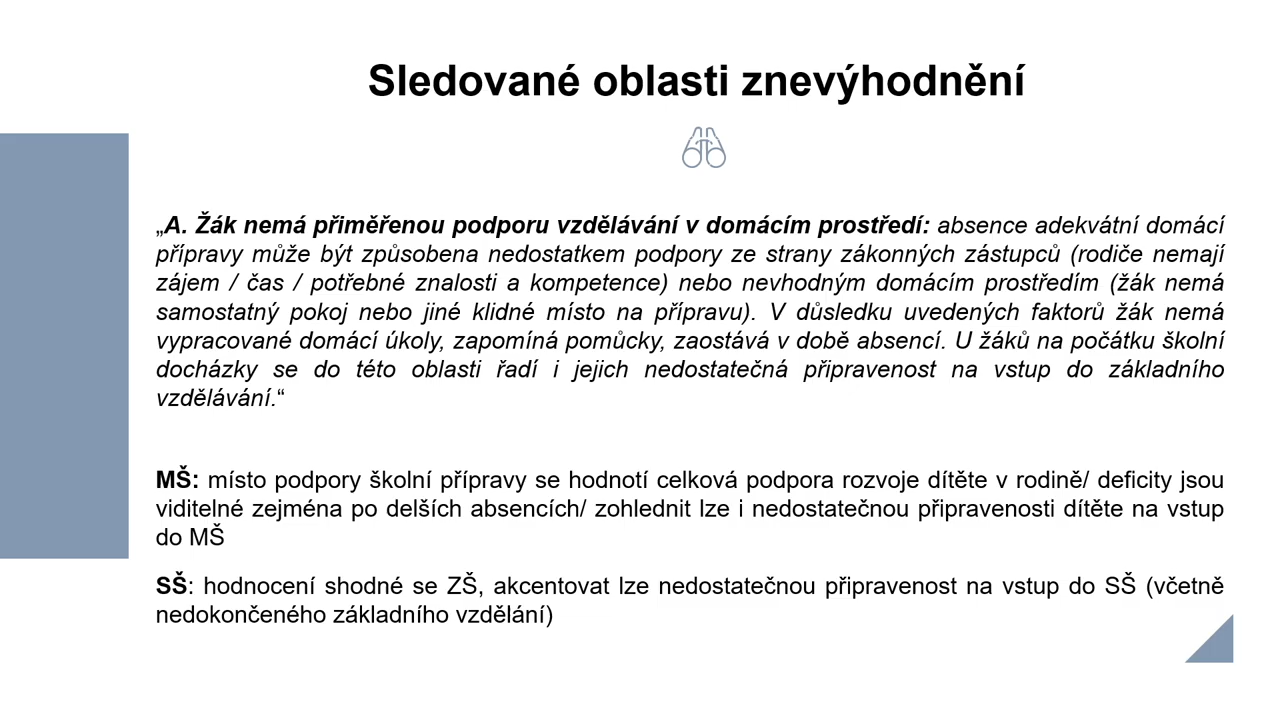 Sledované oblasti znevýhodnění
„A. Žák nemá přiměřenou podporu vzdělávání v domácím prostředí: absence adekvátní domácí
přípravy může být způsobena nedostatkem podpory ze strany zákonných zástupců (rodiče nemají
zájem / čas / potřebné znalosti a kompetence) nebo nevhodným domácím prostředím (žák nemá
samostatný pokoj nebo jiné klidné místo na přípravu). V důsledku uvedených faktorů žák nemá
vypracované domácí úkoly, zapomíná pomůcky, zaostává v době absencí. U žáků na počátku školní
docházky se do této oblasti řadí i jejich nedostatečná připravenost na vstup do základního
vzdělávání.“
MŠ: místo podpory školní přípravy se hodnotí celková podpora rozvoje dítěte v rodině/ deficity jsou
viditelné zejména po delších absencích/ zohlednit lze i nedostatečnou připravenosti dítěte na vstup
do MŠ
SŠ: hodnocení shodné se ZŠ, akcentovat lze nedostatečnou připravenost na vstup do SŠ (včetně
nedokončeného základního vzdělání)